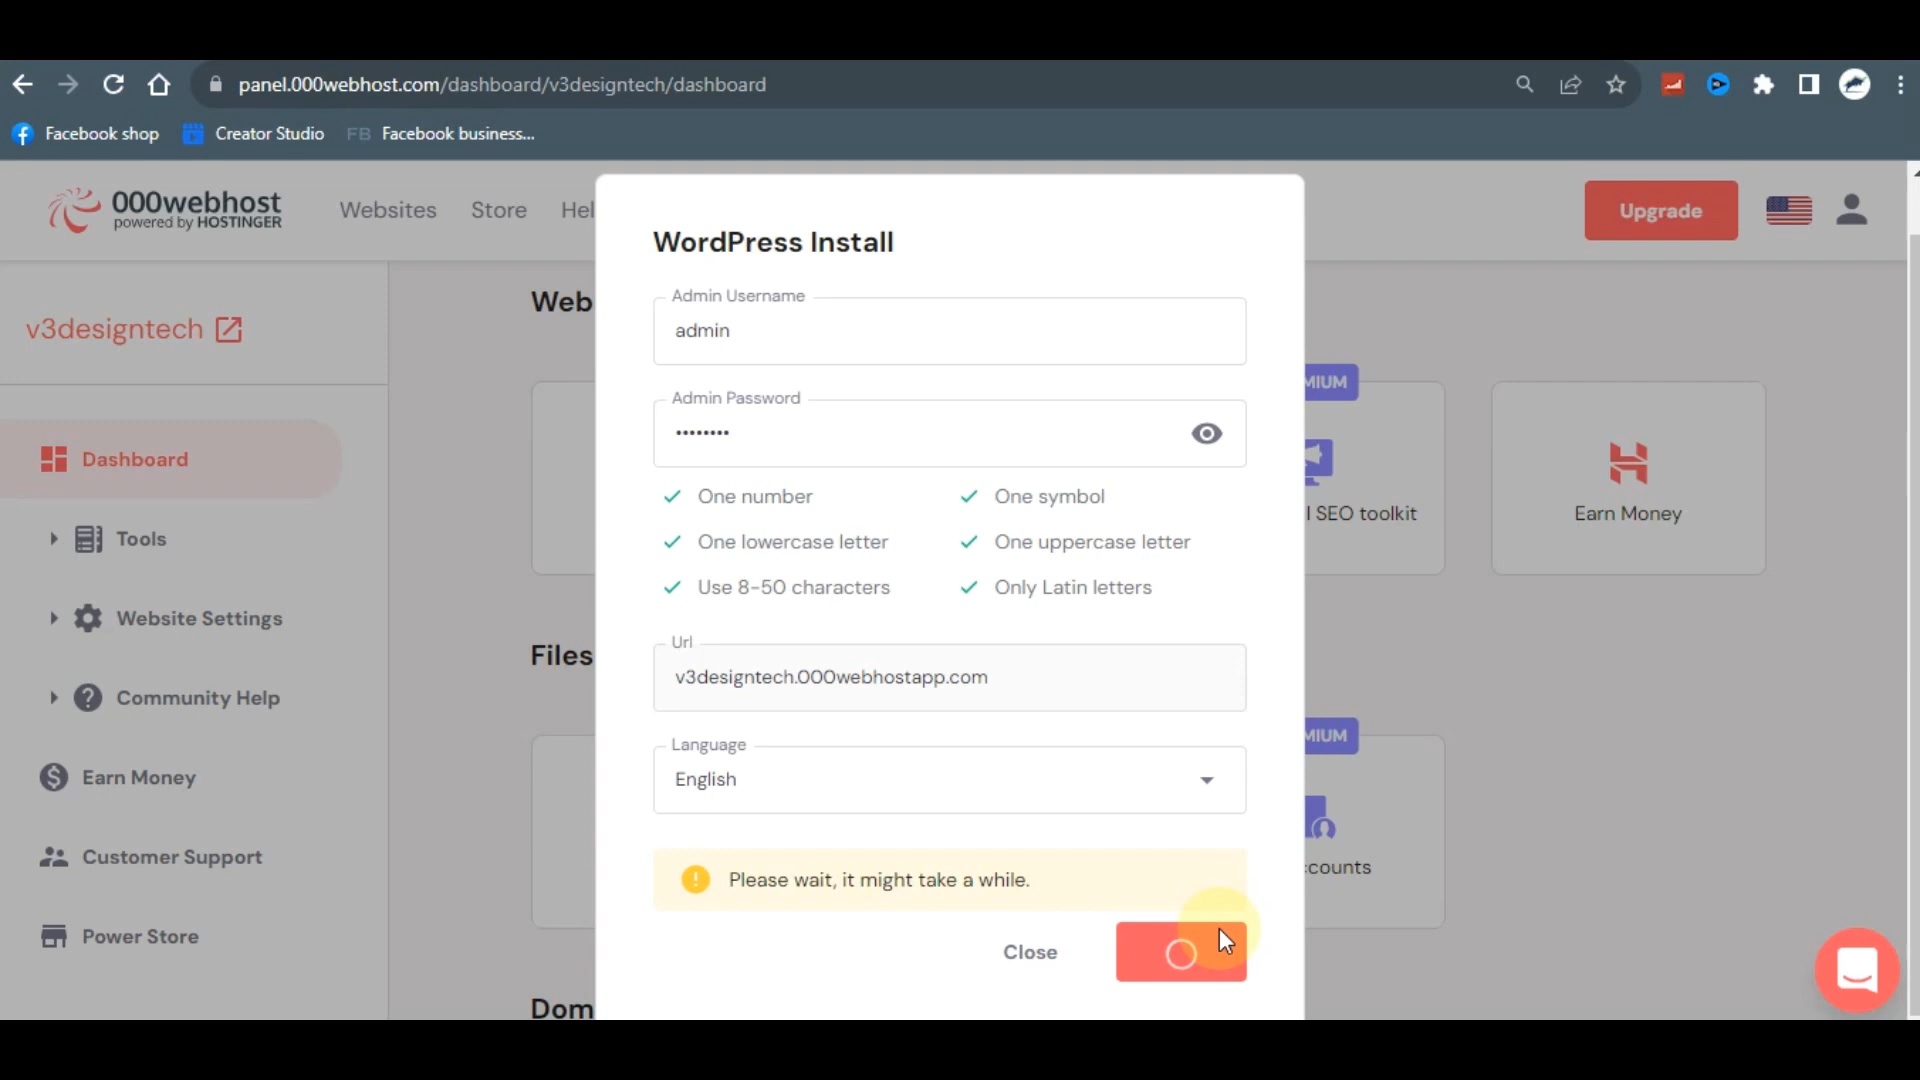 panel.000webhost.com/dashboard/v3designtech/dashboard
Facebook shop
Creator Studio
FB Facebook business...
000webhost
powered by HOSTINGER
Websites
Store
Hel
Upgrade
v3designtech
Dashboard
Tools
Website Settings
Community Help
Earn Money
Customer Support
Power Store
Web
Files
Dom
WordPress Install
Admin Username
admin
Admin Password
••••••••
One number
One symbol
One lowercase letter
One uppercase letter
Use 8-50 characters
Only Latin letters
Url
v3designtech.000webhostapp.com
Language
English
Please wait, it might take a while.
Close
MIUM
l SEO toolkit
Earn Money
MIUM
ccounts